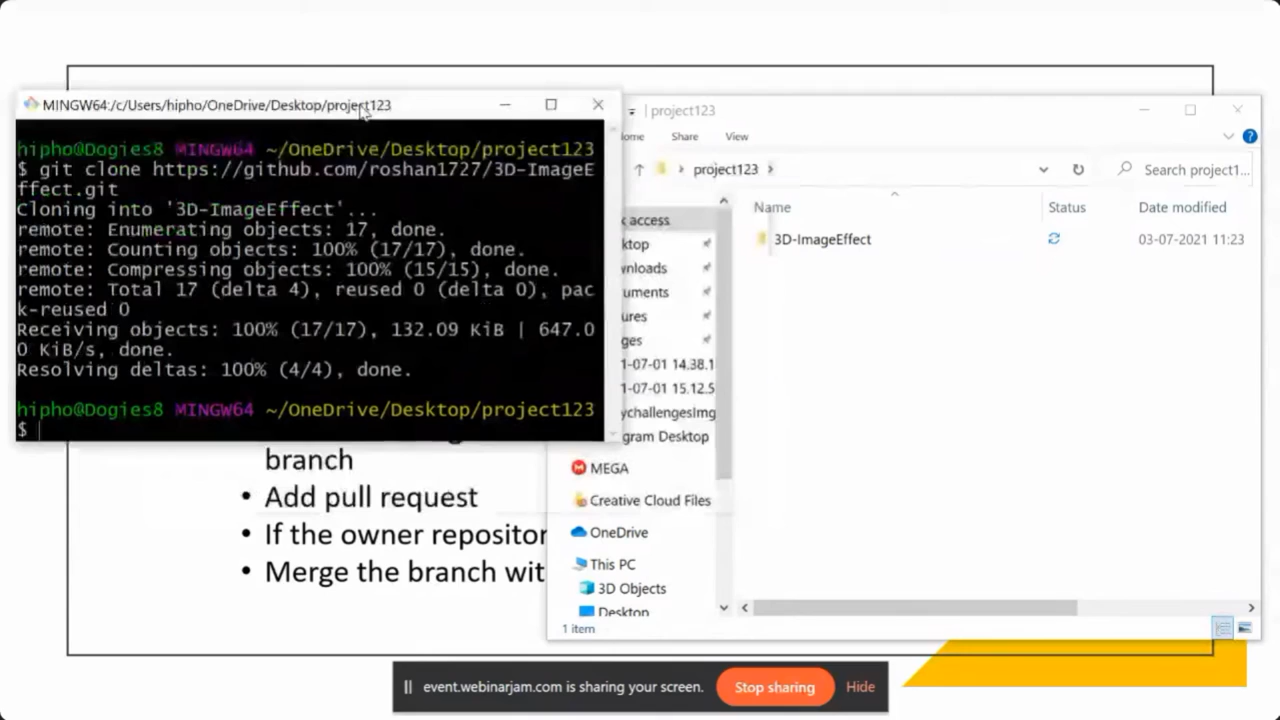 MINGW64:/c/Users/hipho/OneDrive/Desktop/project123
hipho@Dogies8 MINGW64 ~/OneDrive/Desktop/project123
$ git clone https://github.com/roshan1727/3D-ImageE
ffect.git
Cloning into '3D-ImageEffect'...
remote: Enumerating objects: 17, done.
remote: Counting objects: 100% (17/17), done.
remote: Compressing objects: 100% (15/15), done.
remote: Total 17 (delta 4), reused 0 (delta 0), pac
k-reused 0
Receiving objects: 100% (17/17), 132.09 KiB | 647.0
0 KiB/s, done.
Resolving deltas: 100% (4/4), done.
hipho@Dogies8 MINGW64 ~/OneDrive/Desktop/project123
$
branch
• Add pull request
• If the owner repositor
• Merge the branch wit
| project123
ome Share View
project123
Search project1...
Name Status Date modified
3D-ImageEffect 03-07-2021 11:23
k access
ktop
wnloads
uments
ures
ges
1-07-01 14.38.1
1-07-01 15.12.5
ychallengesImg
gram Desktop
MEGA
Creative Cloud Files
OneDrive
This PC
3D Objects
Desktop
1 item
event.webinarjam.com is sharing your screen. Stop sharing Hide